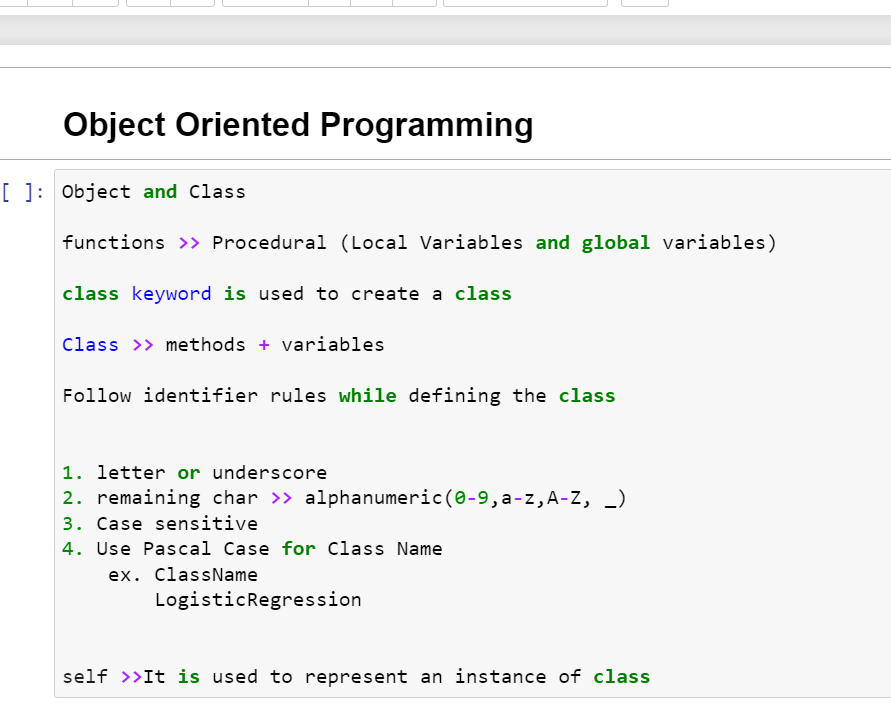 Object Oriented Programming
[ ]:
Object and Class
functions >> Procedural (Local Variables and global variables)
class keyword is used to create a class
Class >> methods + variables
Follow identifier rules while defining the class
1. letter or underscore
2. remaining char >> alphanumeric(0-9,a-z,A-Z, _)
3. Case sensitive
4. Use Pascal Case for Class Name
ex. ClassName
LogisticRegression
self >>It is used to represent an instance of class